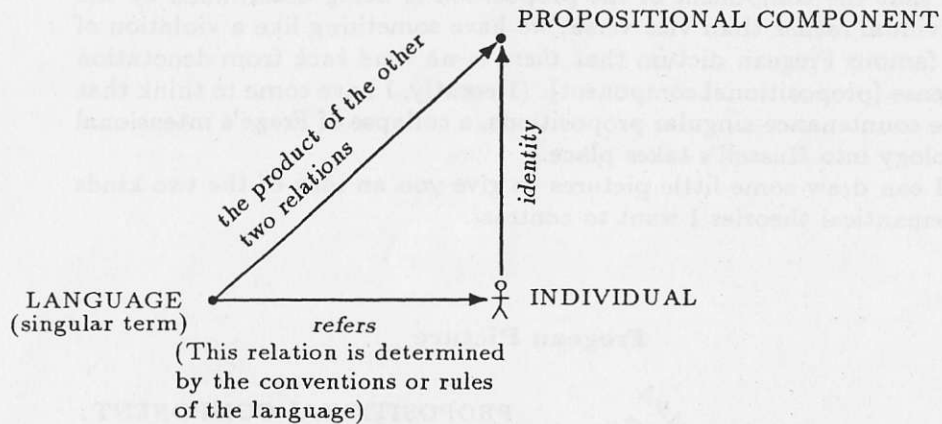 PROPOSITIONAL COMPONENT
the product of the other
two relations
identity
LANGUAGE
(singular term)
INDIVIDUAL
refers
(This relation is determined
by the conventions or rules
of the language)